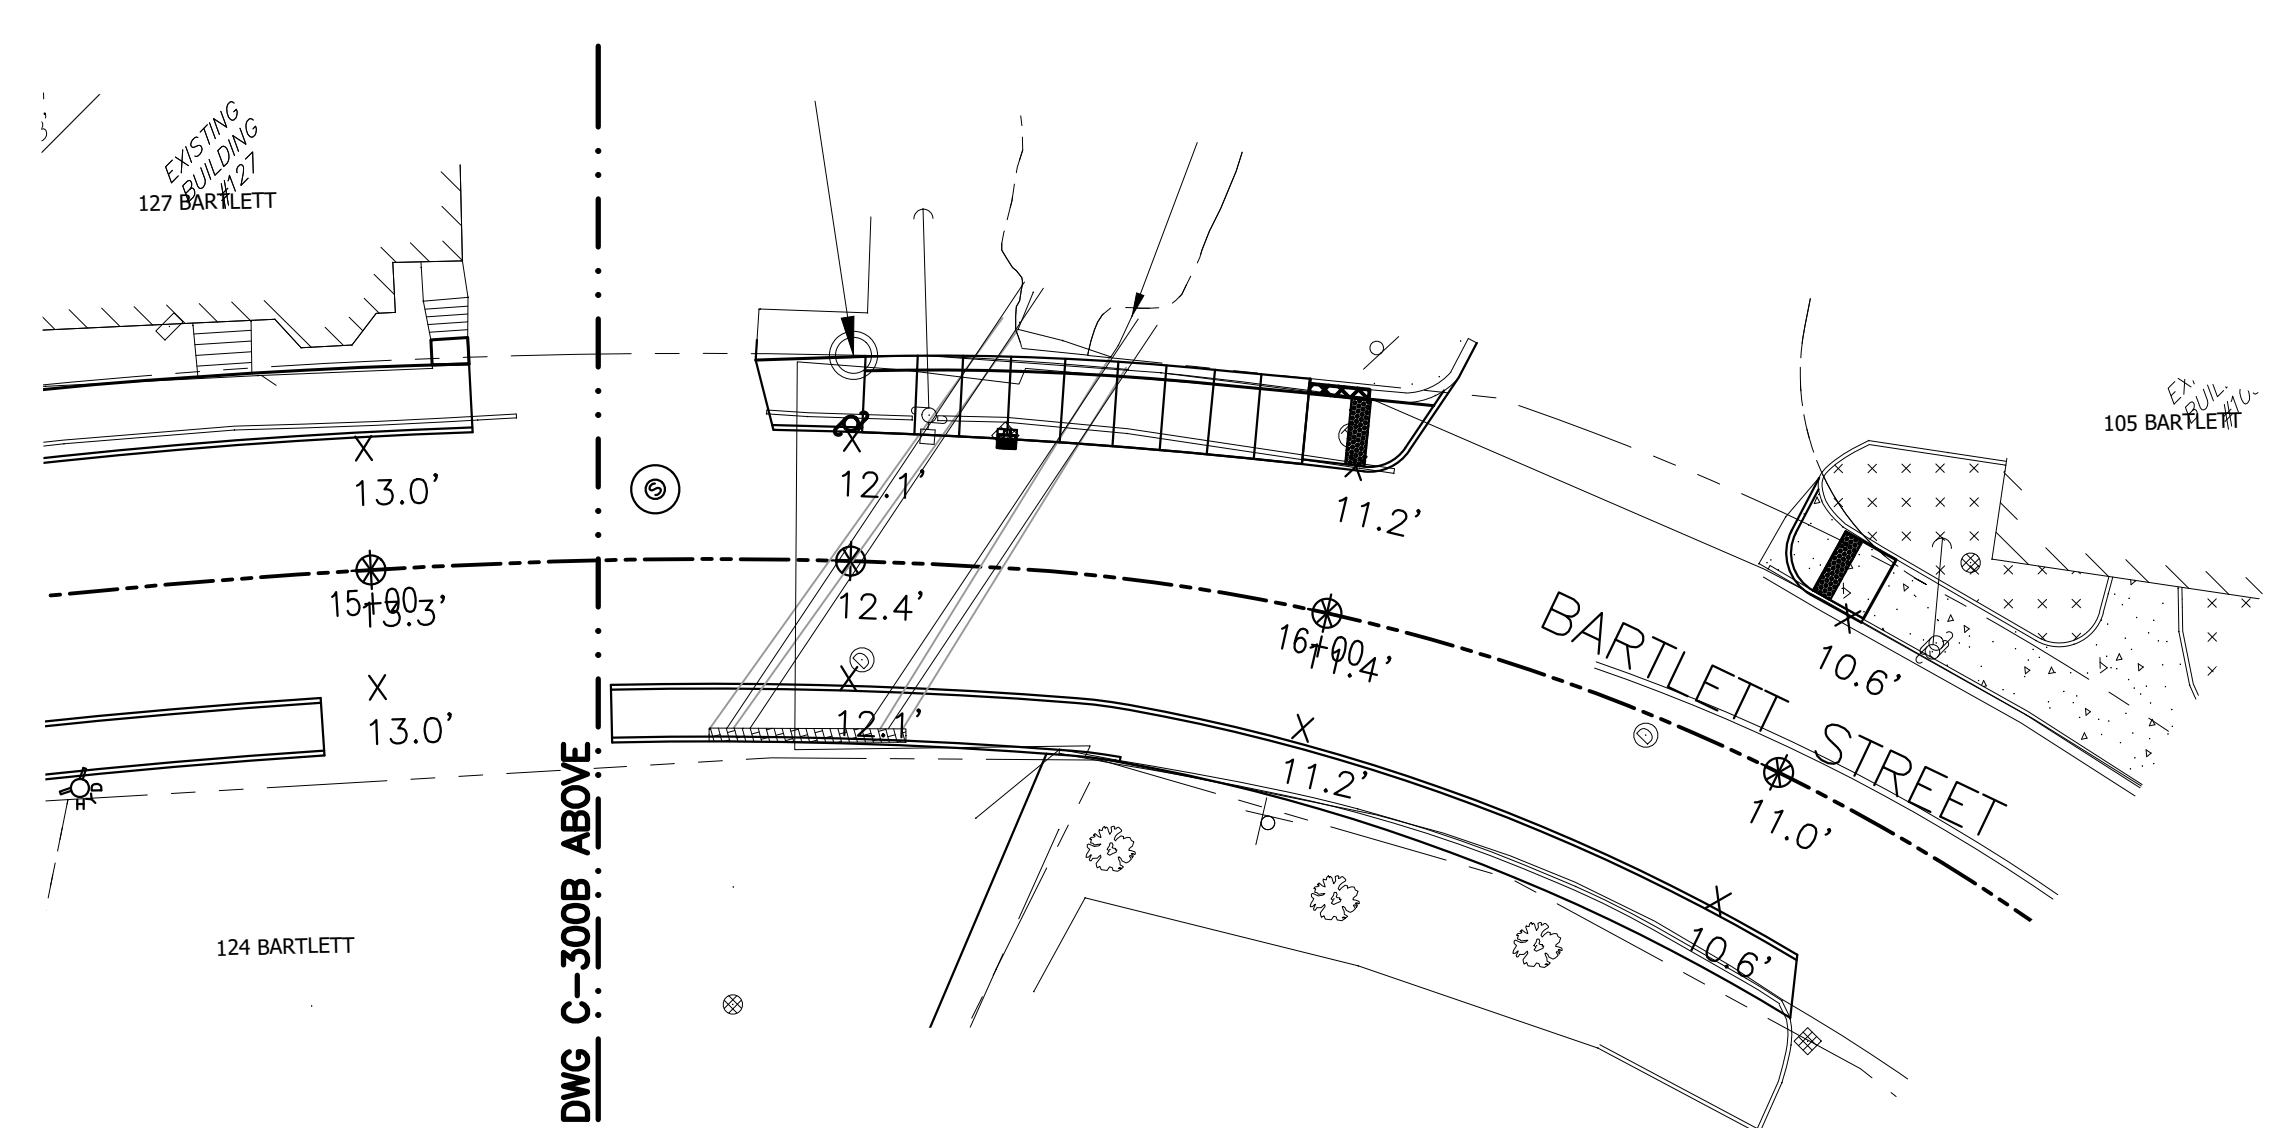 EXISTING
BUILDING
#127
127 BARTLETT
105 BARTLETT
13.0'
12.1'
11.2'
S
15+00
13.3'
12.4'
16+00
11.4'
BARTLETT STREET
10.6'
13.0'
12.1'
11.2'
11.0'
10.6'
124 BARTLETT
DWG C-300B ABOVE